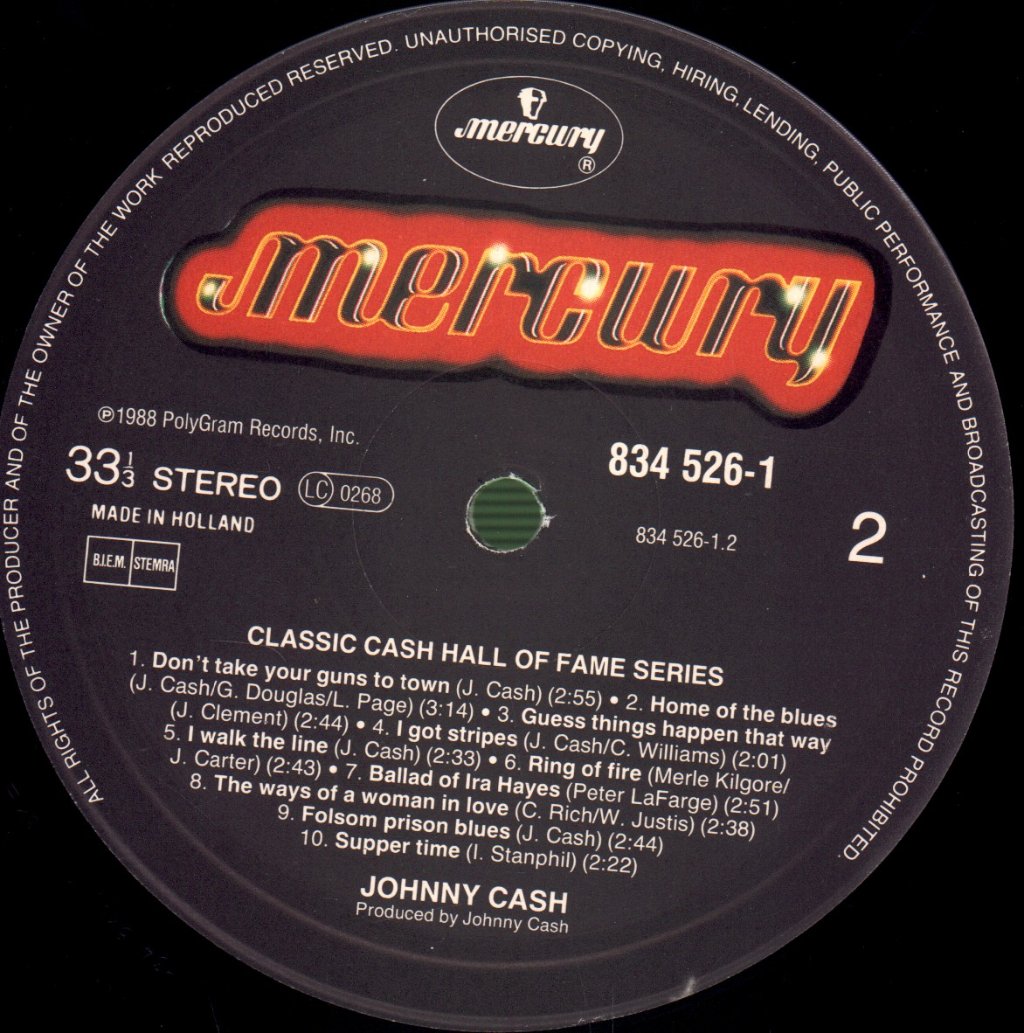 ALL RIGHTS OF THE PRODUCER AND OF THE OWNER OF THE WORK REPRODUCED RESERVED. UNAUTHORISED COPYING, HIRING, LENDING, PUBLIC PERFORMANCE AND BROADCASTING OF THIS RECORD PROHIBITED.
mercury
®
mercury
℗1988 PolyGram Records, Inc.
33⅓ STEREO LC 0268
MADE IN HOLLAND
B.I.E.M. STEMRA
834 526-1
834 526-1.2
2
CLASSIC CASH HALL OF FAME SERIES
1. Don't take your guns to town (J. Cash) (2:55) • 2. Home of the blues
(J. Cash/G. Douglas/L. Page) (3:14) • 3. Guess things happen that way
(J. Clement) (2:44) • 4. I got stripes (J. Cash/C. Williams) (2:01)
5. I walk the line (J. Cash) (2:33) • 6. Ring of fire (Merle Kilgore/
J. Carter) (2:43) • 7. Ballad of Ira Hayes (Peter LaFarge) (2:51)
8. The ways of a woman in love (C. Rich/W. Justis) (2:38)
9. Folsom prison blues (J. Cash) (2:44)
10. Supper time (I. Stanphil) (2:22)
JOHNNY CASH
Produced by Johnny Cash